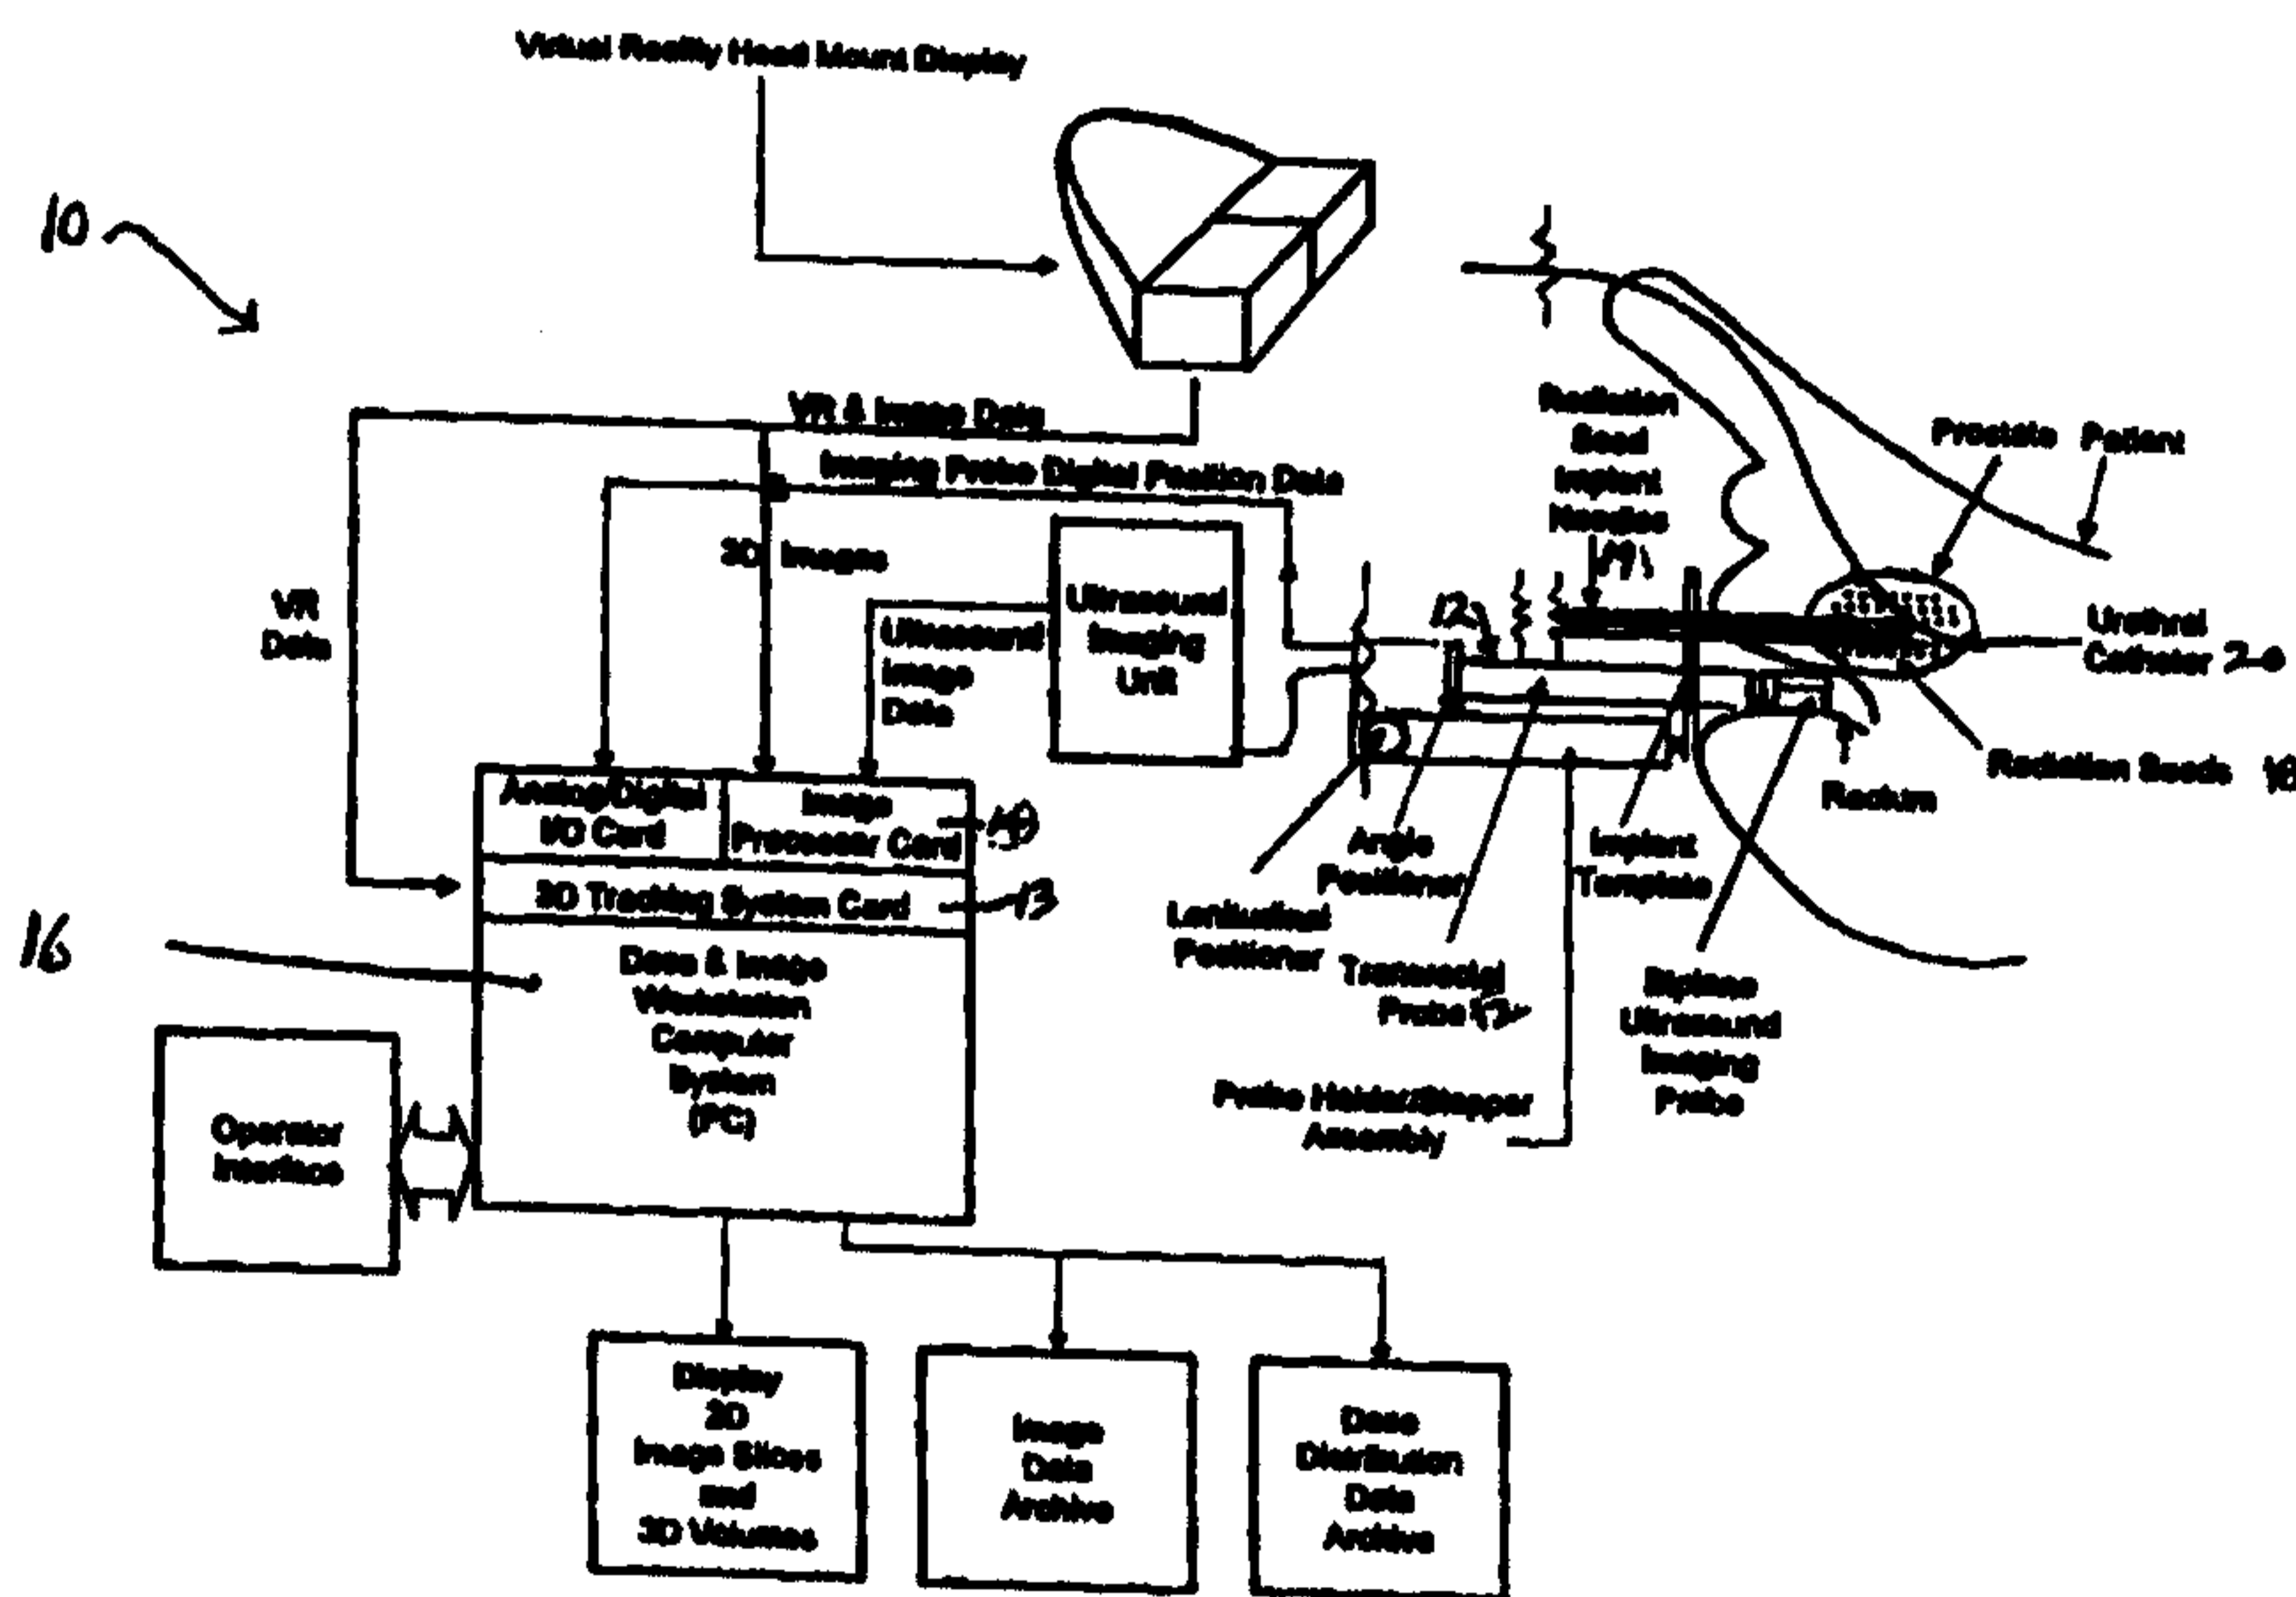 Virtual Reality Head Mount Display
10
VR & Image Data
Imaging Probe Digital Position Data
Radiation
Seed
Implant
Needles
Prostate Patient
Images
VR
Data
Ultrasound
Image
Data
Ultrasound
Imaging
Unit
12
Urethral
Catheter 20
Radiation Seeds
Rectum
Analog/Digital
I/O Card
Image
Processor Card
3D Tracking System Card
13
16
Angle
Positioner
Implant
Template
Lontitudinal
Positioner
Transrectal
Probe 12
Biplane
Ultrasound
Imaging
Probe
Probe Holder/Stepper
Assembly
Dose & Image
Workstation
Computer
System
(PC)
Operator
Interface
Display
2D
Image Slices
and
3D Volumes
Image
Data
Archive
Dose
Distribution
Data
Archive